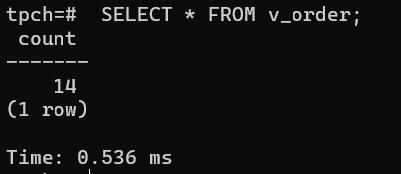 tpch=#  SELECT * FROM v_order;
 count
-------
    14
(1 row)

Time: 0.536 ms